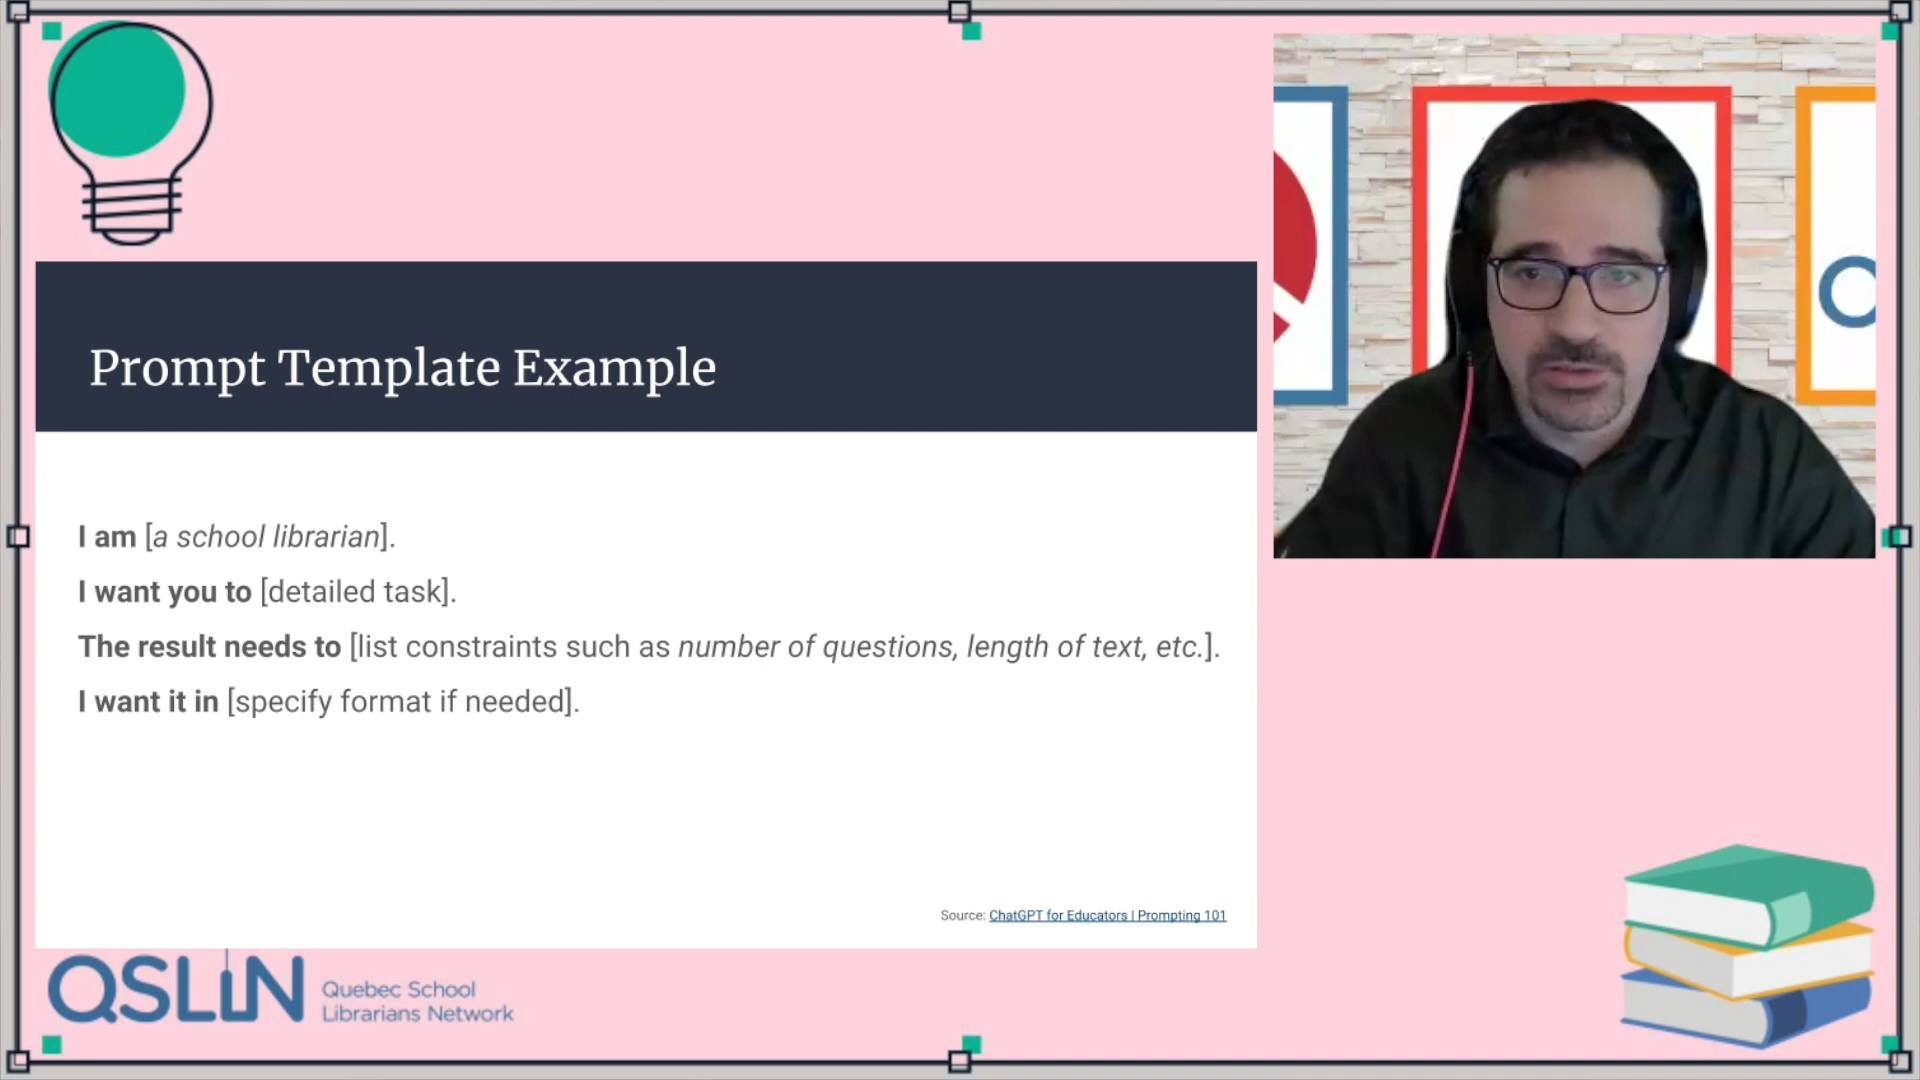 Prompt Template Example
I am [a school librarian].
I want you to [detailed task].
The result needs to [list constraints such as number of questions, length of text, etc.].
I want it in [specify format if needed].
Source: ChatGPT for Educators | Prompting 101
QSLiN
Quebec School
Librarians Network